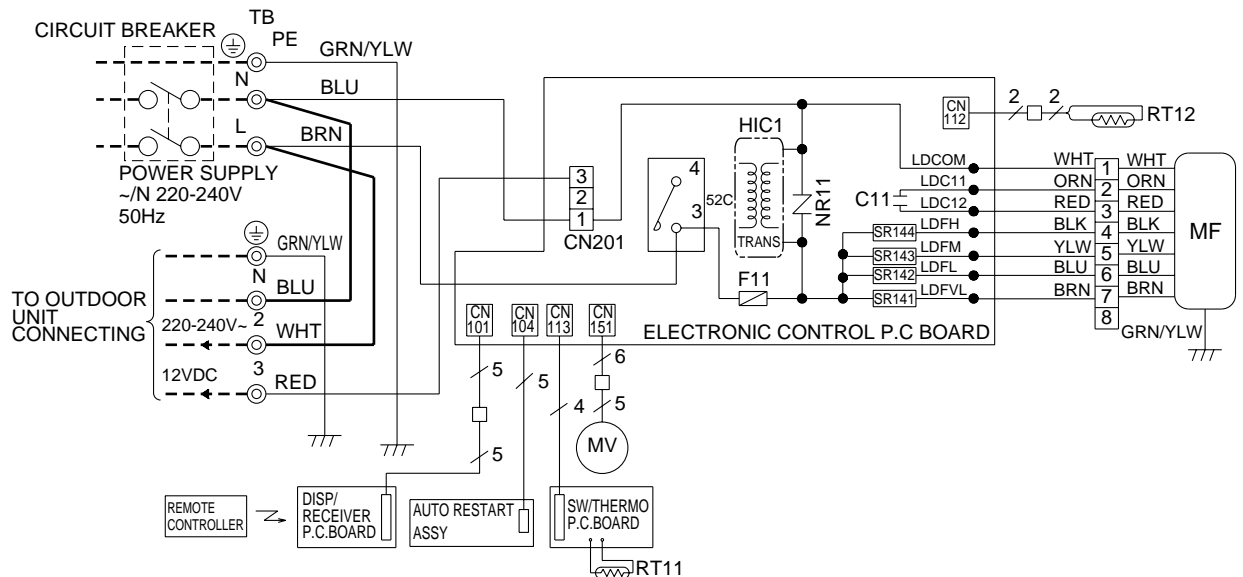 TB
CIRCUIT BREAKER
PE
GRN/YLW
N
BLU
L
BRN
POWER SUPPLY
~/N 220-240V
50Hz
GRN/YLW
N
BLU
TO OUTDOOR
UNIT
CONNECTING
220-240V~
2
WHT
12VDC
3
RED
3
2
1
CN201
4
3
52C
HIC1
TRANS
NR11
F11
CN
112
2
2
RT12
C11
LDCOM
LDC11
LDC12
LDFH
LDFM
LDFL
LDFVL
SR144
SR143
SR142
SR141
WHT 1 WHT
ORN 2 ORN
RED 3 RED
BLK 4 BLK
YLW 5 YLW
BLU 6 BLU
BRN 7 BRN
8
GRN/YLW
MF
CN
101
CN
104
CN
113
CN
151
ELECTRONIC CONTROL P.C BOARD
5
5
5
4
6
5
MV
REMOTE
CONTROLLER
DISP/
RECEIVER
P.C.BOARD
AUTO RESTART
ASSY
SW/THERMO
P.C.BOARD
RT11